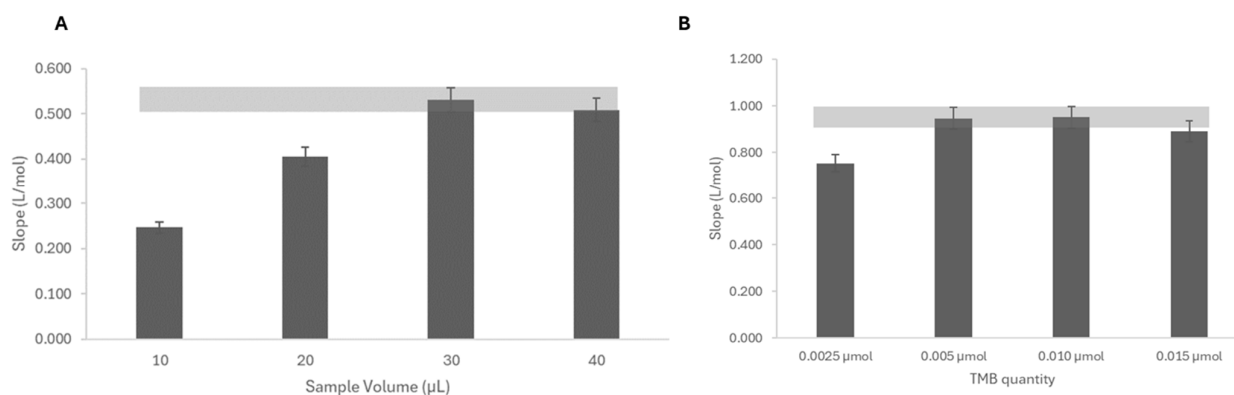 A
0.600
0.500
0.400
0.300
0.200
0.100
0.000
Slope (L/mol)
10 20 30 40
Sample Volume (µL)
B
1.200
1.000
0.800
0.600
0.400
0.200
0.000
Slope (L/mol)
0.0025 µmol 0.005 µmol 0.010 µmol 0.015 µmol
TMB quantity